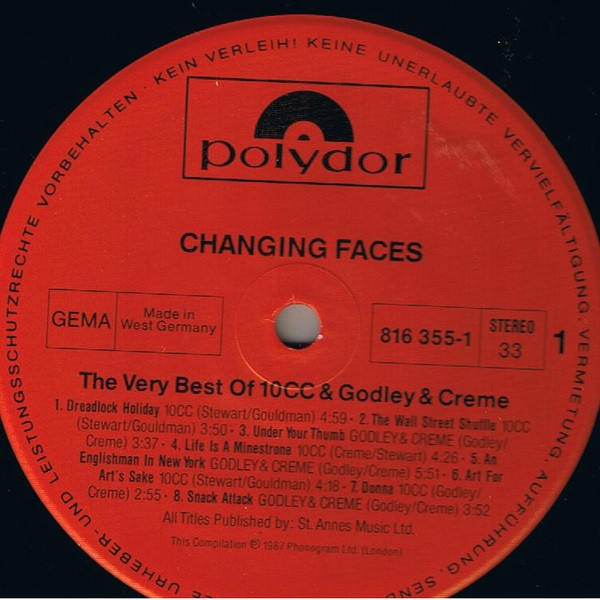 URHEBER- UND LEISTUNGSSCHUTZRECHTE VORBEHALTEN · KEIN VERLEIH! KEINE UNERLAUBTE VERVIELFÄLTIGUNG, VERMIETUNG, AUFFÜHRUNG, SEND
polydor
CHANGING FACES
GEMA
Made in
West Germany
816 355-1
STEREO
33
1
The Very Best Of 10CC & Godley & Creme
1. Dreadlock Holiday 10CC (Stewart/Gouldman) 4:59 · 2. The Wall Street Shuffle 10CC
(Stewart/Gouldman) 3:50 · 3. Under Your Thumb GODLEY & CREME (Godley/
Creme) 3:37 · 4. Life Is A Minestrone 10CC (Creme/Stewart) 4:26 · 5. An
Englishman In New York GODLEY & CREME (Godley/Creme) 5:51 · 6. Art For
Art's Sake 10CC (Stewart/Gouldman) 4:18 · 7. Donna 10CC (Godley/
Creme) 2:55 · 8. Snack Attack GODLEY & CREME (Godley/Creme) 3:52
All Titles Published by: St. Annes Music Ltd.
This Compilation ℗ 1987 Phonogram Ltd. (London)